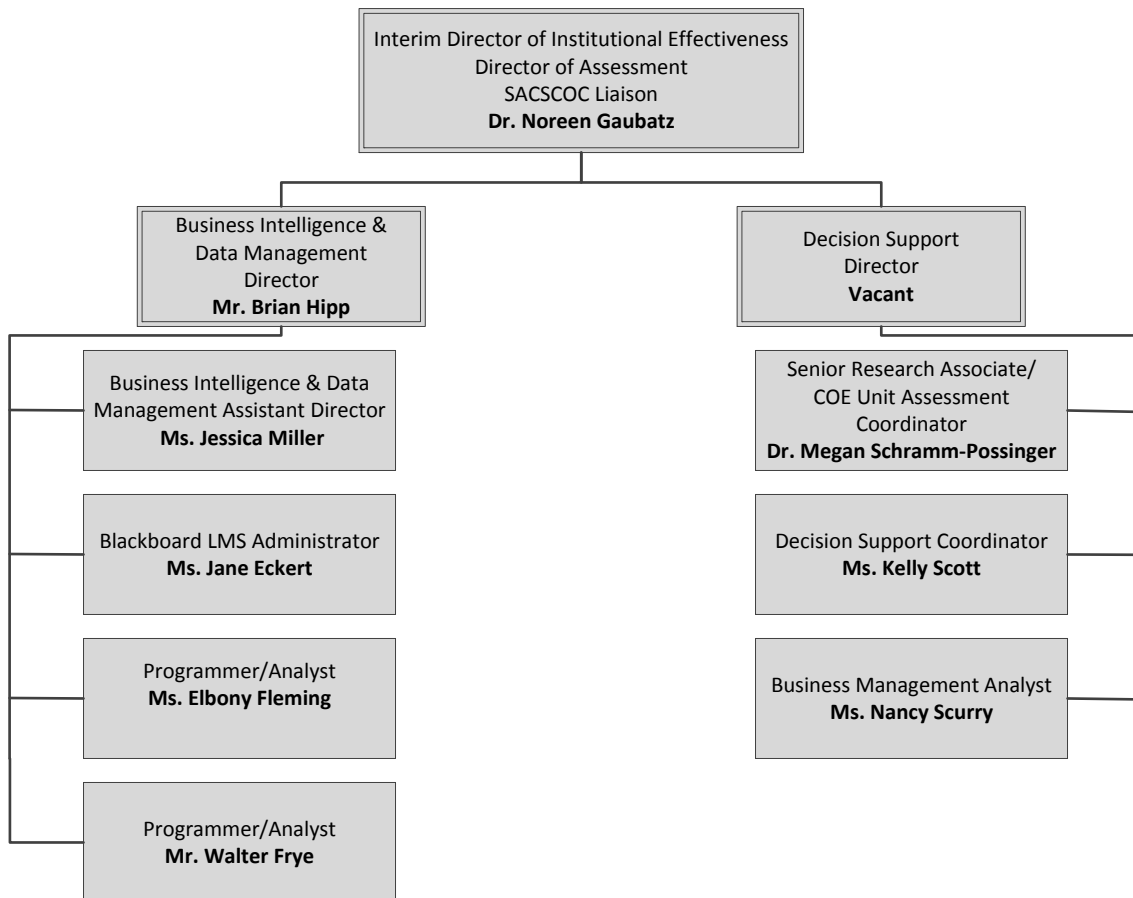 Interim Director of Institutional Effectiveness
Director of Assessment
SACSCOC Liaison
Dr. Noreen Gaubatz
Business Intelligence &
Data Management
Director
Mr. Brian Hipp
Decision Support
Director
Vacant
Business Intelligence & Data
Management Assistant Director
Ms. Jessica Miller
Senior Research Associate/
COE Unit Assessment
Coordinator
Dr. Megan Schramm-Possinger
Blackboard LMS Administrator
Ms. Jane Eckert
Decision Support Coordinator
Ms. Kelly Scott
Programmer/Analyst
Ms. Elbony Fleming
Business Management Analyst
Ms. Nancy Scurry
Programmer/Analyst
Mr. Walter Frye